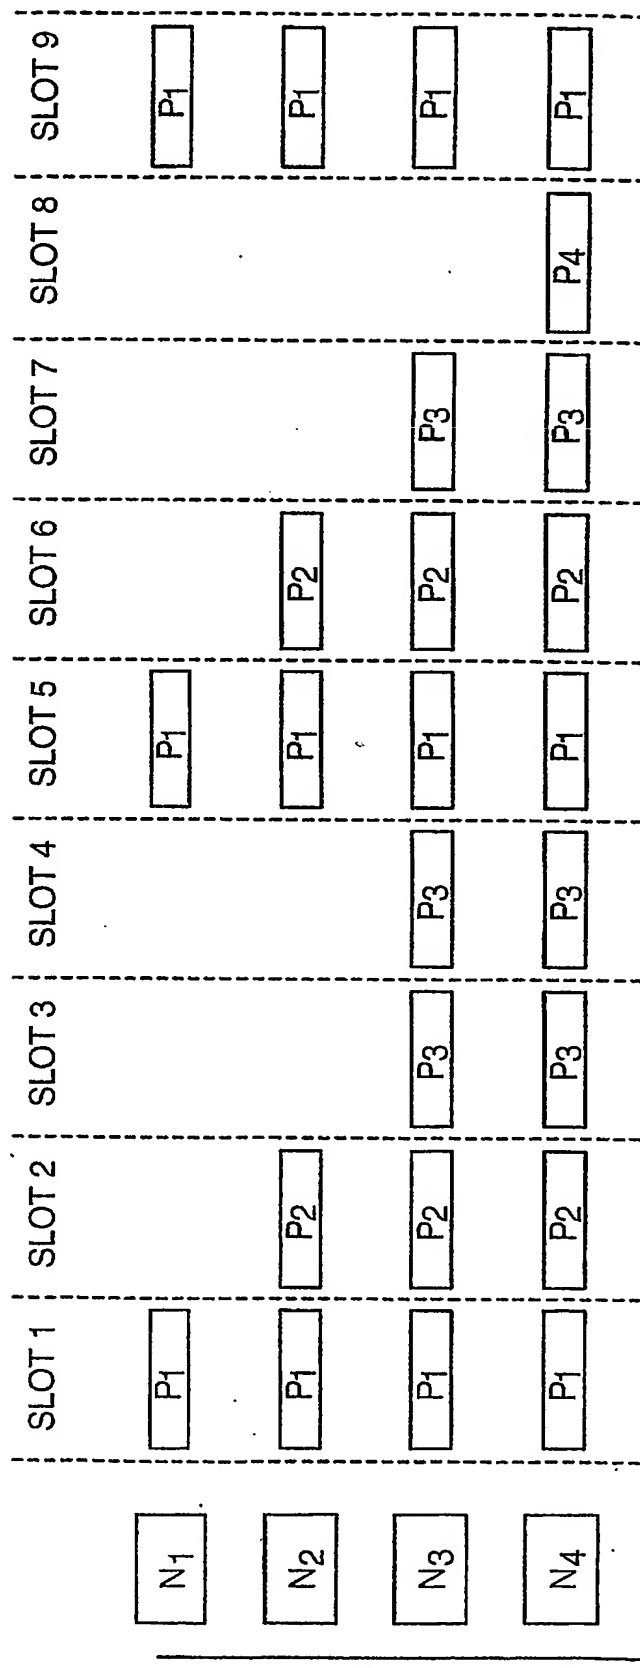 SLOT 1 SLOT 2 SLOT 3 SLOT 4 SLOT 5 SLOT 6 SLOT 7 SLOT 8 SLOT 9
N1 P1 P1 P1
N2 P1 P2 P1 P2 P1
N3 P1 P2 P3 P3 P1 P2 P3 P1
N4 P1 P2 P3 P3 P1 P2 P3 P4 P1